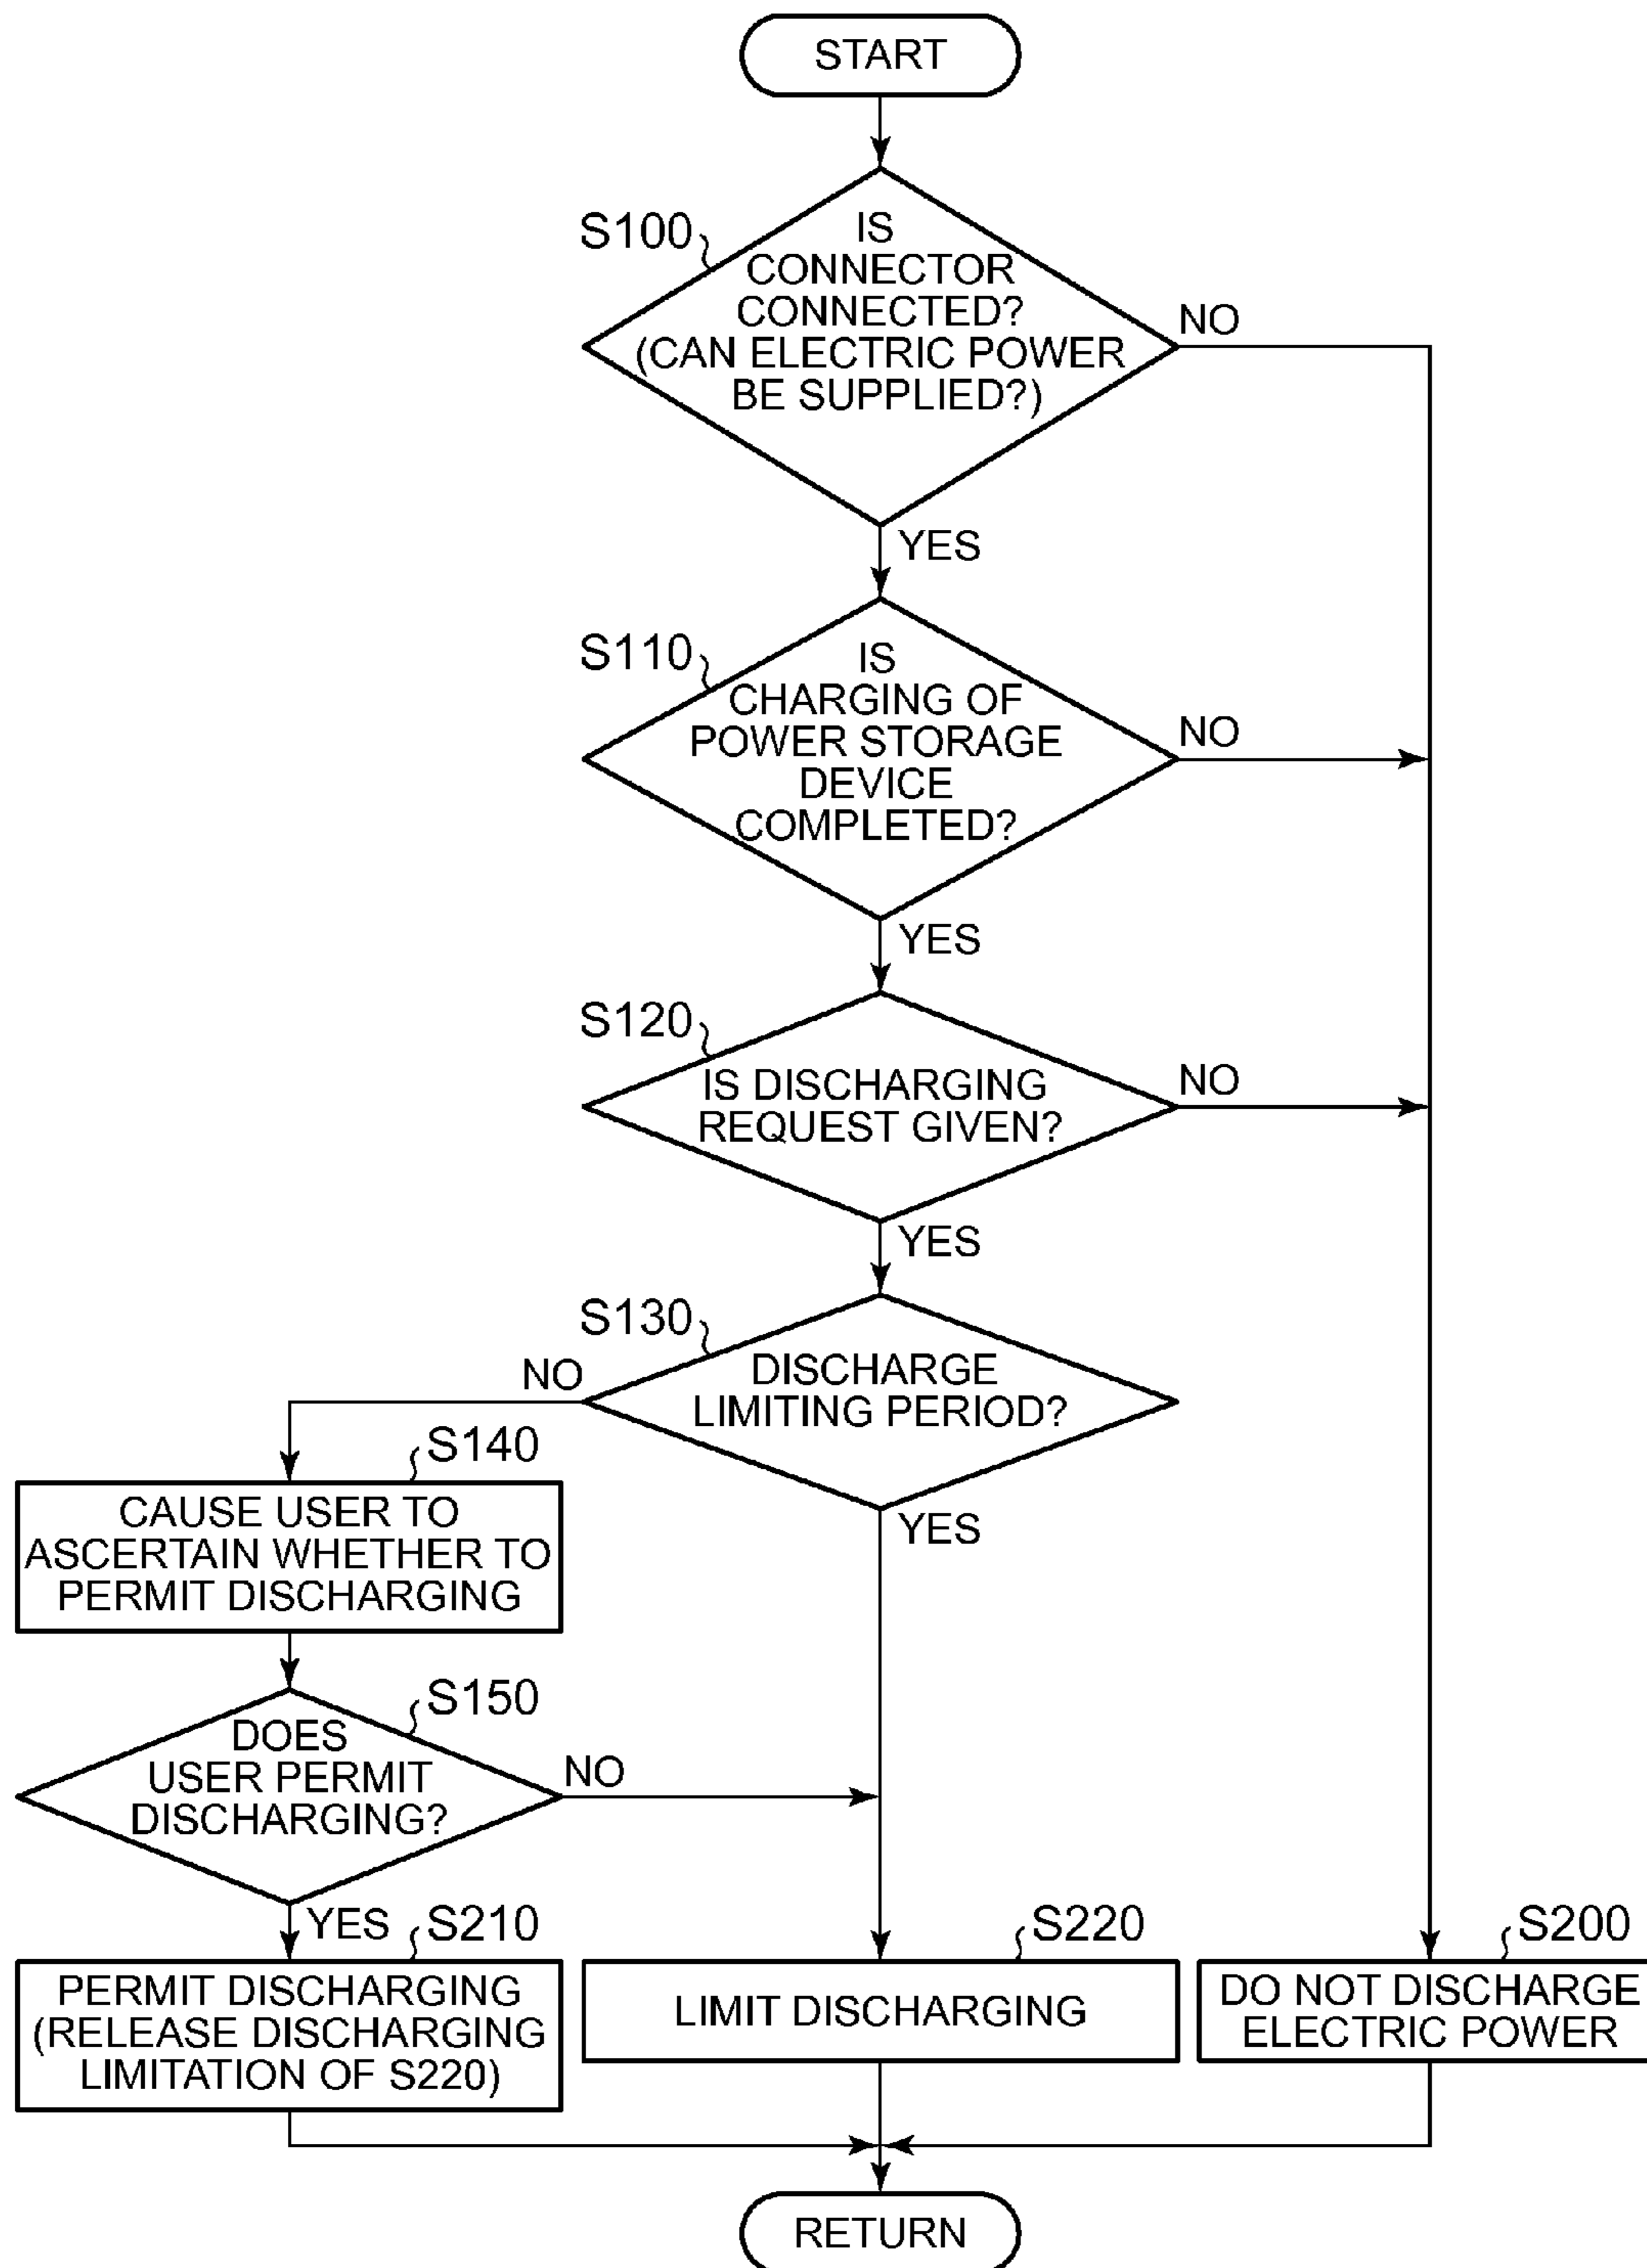 START
S100
IS
CONNECTOR
CONNECTED?
(CAN ELECTRIC POWER
BE SUPPLIED?)
NO
YES
S110
IS
CHARGING OF
POWER STORAGE
DEVICE
COMPLETED?
NO
YES
S120
IS DISCHARGING
REQUEST GIVEN?
NO
YES
S130
DISCHARGE
LIMITING PERIOD?
NO
YES
S140
CAUSE USER TO
ASCERTAIN WHETHER TO
PERMIT DISCHARGING
S150
DOES
USER PERMIT
DISCHARGING?
NO
YES
S210
PERMIT DISCHARGING
(RELEASE DISCHARGING
LIMITATION OF S220)
S220
LIMIT DISCHARGING
S200
DO NOT DISCHARGE
ELECTRIC POWER
RETURN